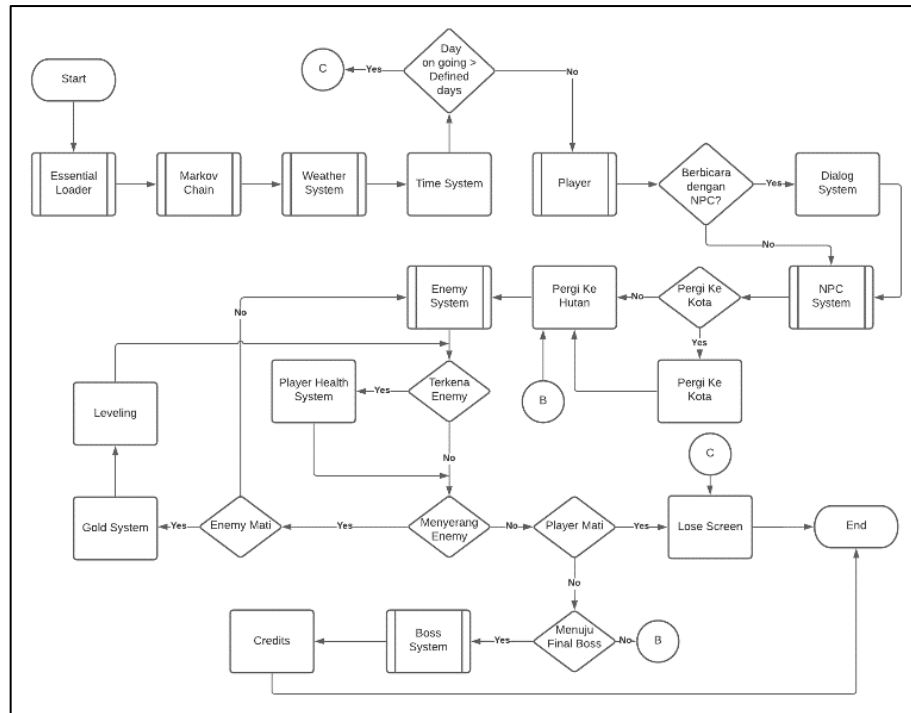 Start
Essential
Loader
Markov
Chain
Weather
System
Time System
Day
on going >
Defined
days
Yes
C
No
Player
Berbicara
dengan
NPC?
Yes
Dialog
System
No
NPC
System
Pergi Ke
Kota
No
Yes
Pergi Ke
Kota
Pergi Ke
Hutan
B
Enemy
System
No
Terkena
Enemy
Yes
Player Health
System
No
Leveling
Gold System
Yes
Enemy Mati
Yes
Menyerang
Enemy
No
Player Mati
Yes
Lose Screen
C
End
No
Menuju
Final Boss
No
B
Yes
Boss
System
Credits